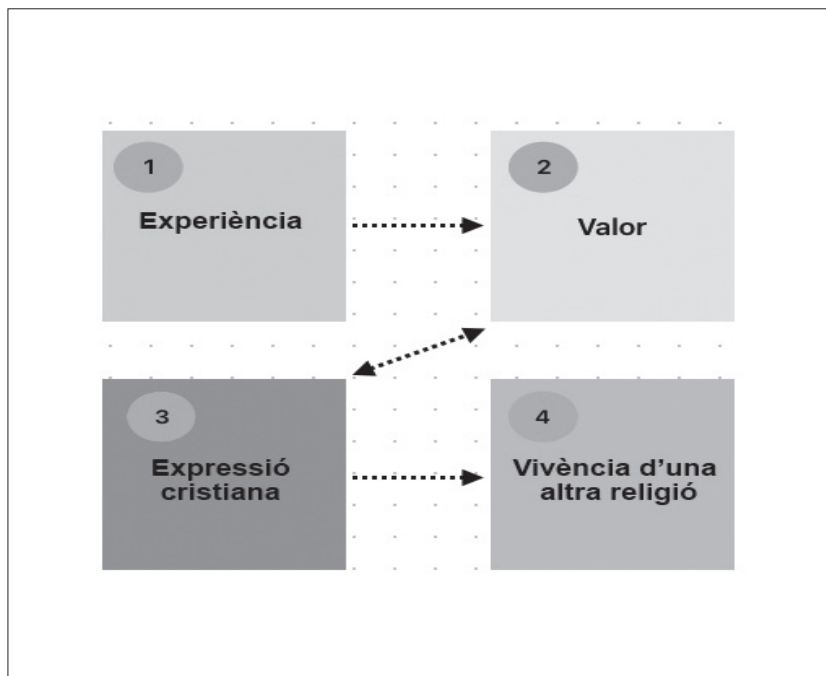 1
Experiència
2
Valor
3
Expressió
cristiana
4
Vivència d’una
altra religió